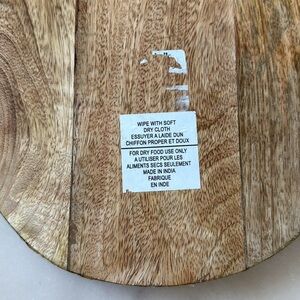 WIPE WITH SOFT
DRY CLOTH
ESSUYER A LAIDE DUN
CHIFFON PROPER ET DOUX
FOR DRY FOOD USE ONLY
A UTILISER POUR LES
ALIMENTS SECS SEULEMENT
MADE IN INDIA
FABRIQUE
EN INDE